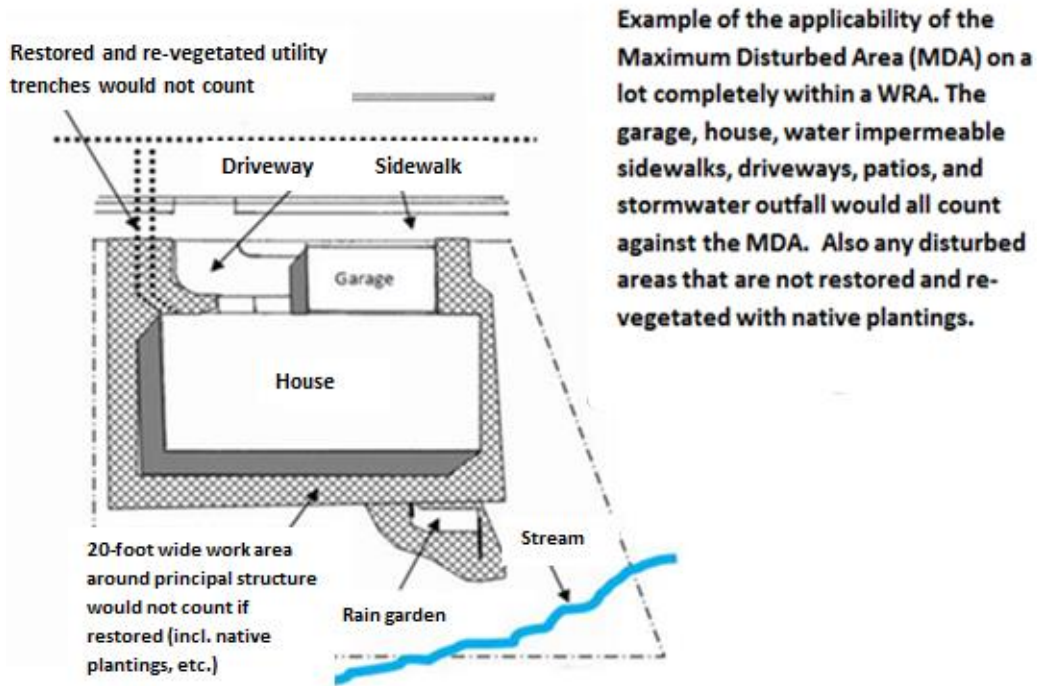 Restored and re-vegetated utility
trenches would not count
Example of the applicability of the
Maximum Disturbed Area (MDA) on a
lot completely within a WRA. The
garage, house, water impermeable
sidewalks, driveways, patios, and
stormwater outfall would all count
against the MDA.  Also any disturbed
areas that are not restored and re-
vegetated with native plantings.
Driveway
Sidewalk
Garage
House
20-foot wide work area
around principal structure
would not count if
restored (incl. native
plantings, etc.)
Rain garden
Stream